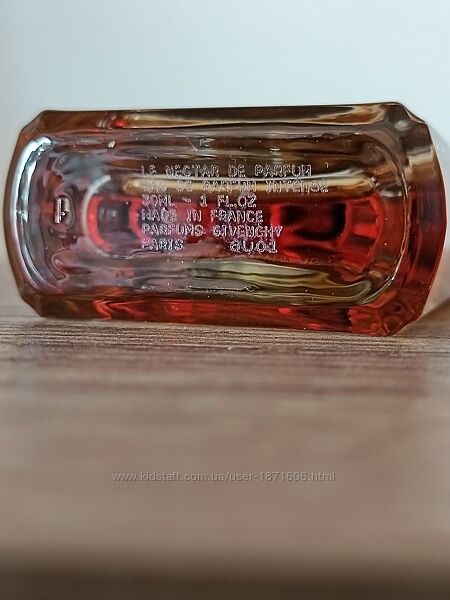 LE NECTAR DE PARFUM
EAU DE PARFUM INTENSE
30ML - 1 FL.OZ
MADE IN FRANCE
PARFUMS GIVENCHY
PARIS
www.kidstaff.com.ua/user-1871606.html